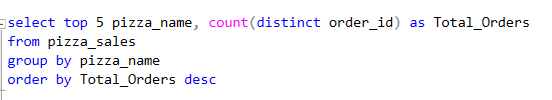 select top 5 pizza_name, count(distinct order_id) as Total_Orders
from pizza_sales
group by pizza_name
order by Total_Orders desc